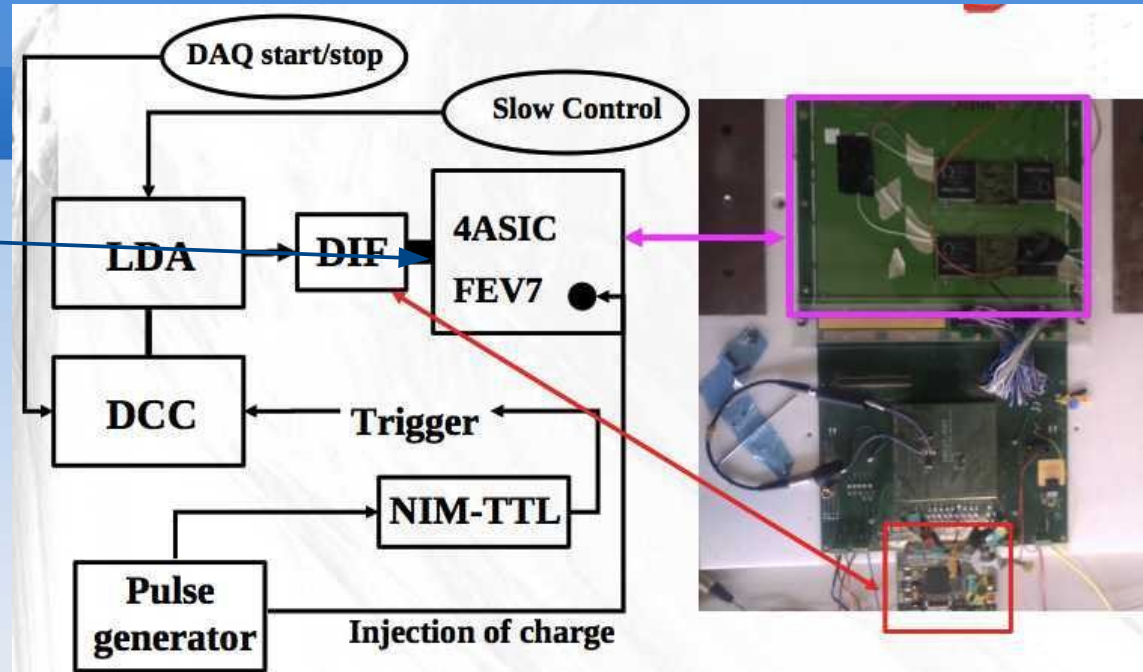 DAQ start/stop
Slow Control
LDA
DIF
4ASIC
FEV7
DCC
Trigger
NIM-TTL
Pulse
generator
Injection of charge